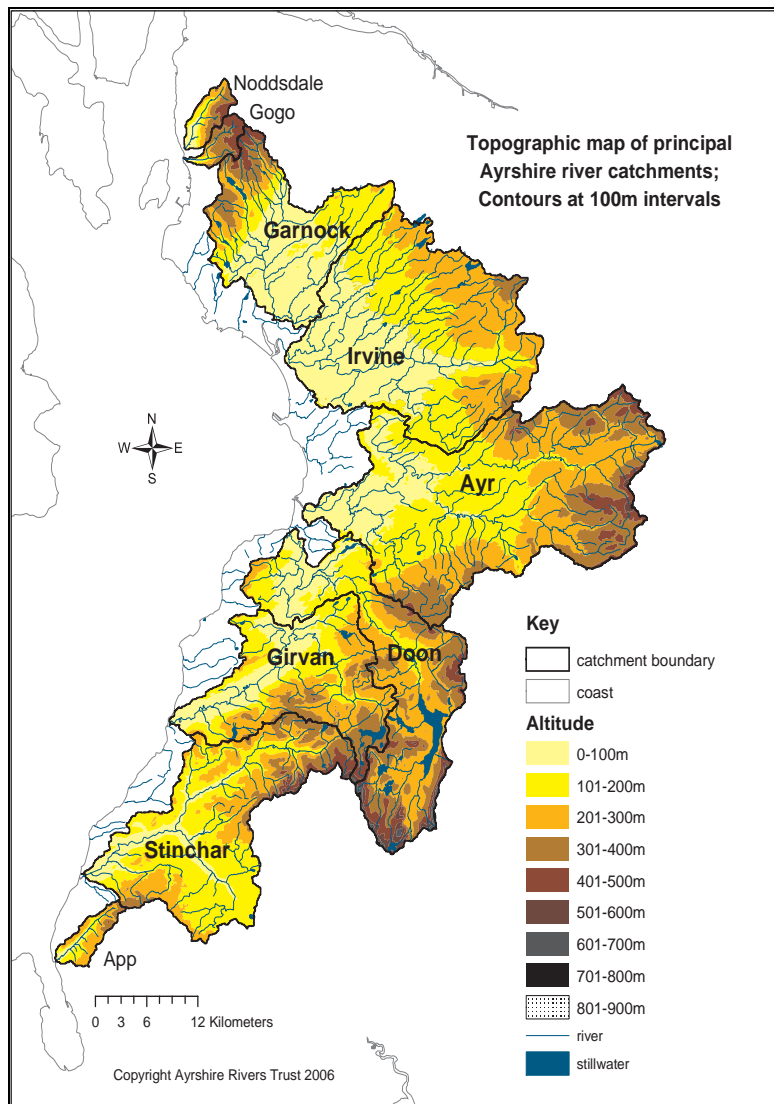 Noddsdale
Gogo
Topographic map of principal
Ayrshire river catchments;
Contours at 100m intervals
Garnock
Irvine
N
W E
S
Ayr
Key
catchment boundary
coast
Girvan
Doon
Altitude
0-100m
101-200m
201-300m
301-400m
401-500m
501-600m
601-700m
701-800m
801-900m
river
stillwater
Stinchar
App
0 3 6 12 Kilometers
Copyright Ayrshire Rivers Trust 2006